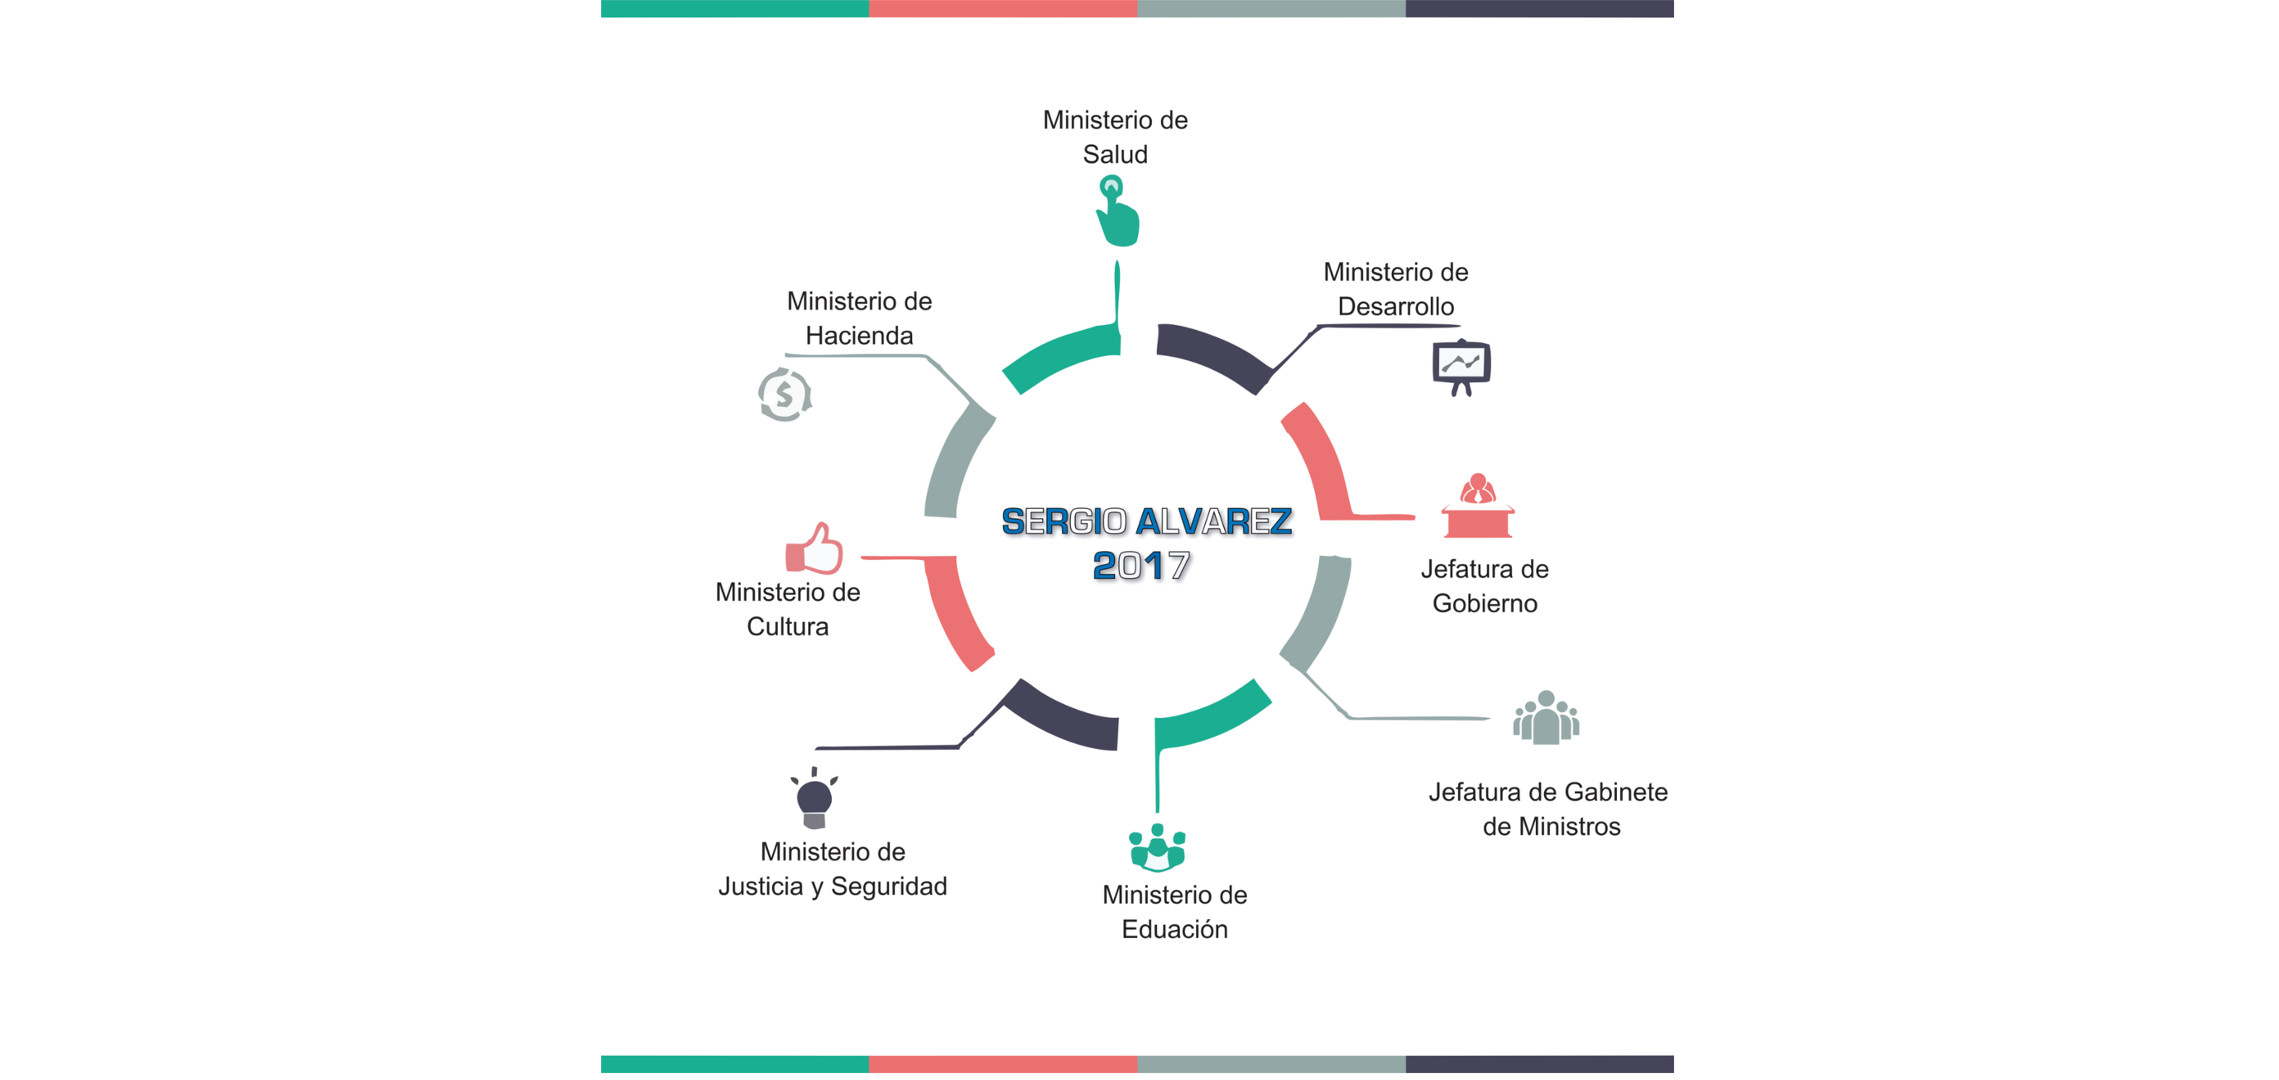 Ministerio de
Salud
Ministerio de
Desarrollo
Ministerio de
Hacienda
$
SERGIO ALVAREZ
2017
Jefatura de
Gobierno
Ministerio de
Cultura
Jefatura de Gabinete
de Ministros
Ministerio de
Justicia y Seguridad
Ministerio de
Eduación